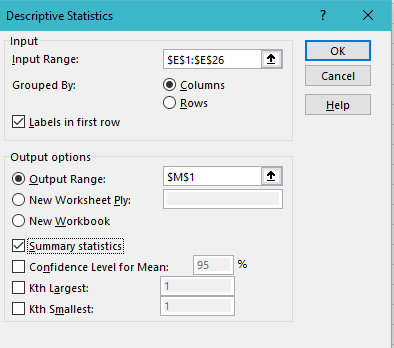 Descriptive Statistics ? ×
Input
Input Range: $E$1:$E$26 OK
Grouped By: Columns Cancel
Rows
Labels in first row Help
Output options
Output Range: $M$1
New Worksheet Ply:
New Workbook
Summary statistics
Confidence Level for Mean: 95 %
Kth Largest: 1
Kth Smallest: 1